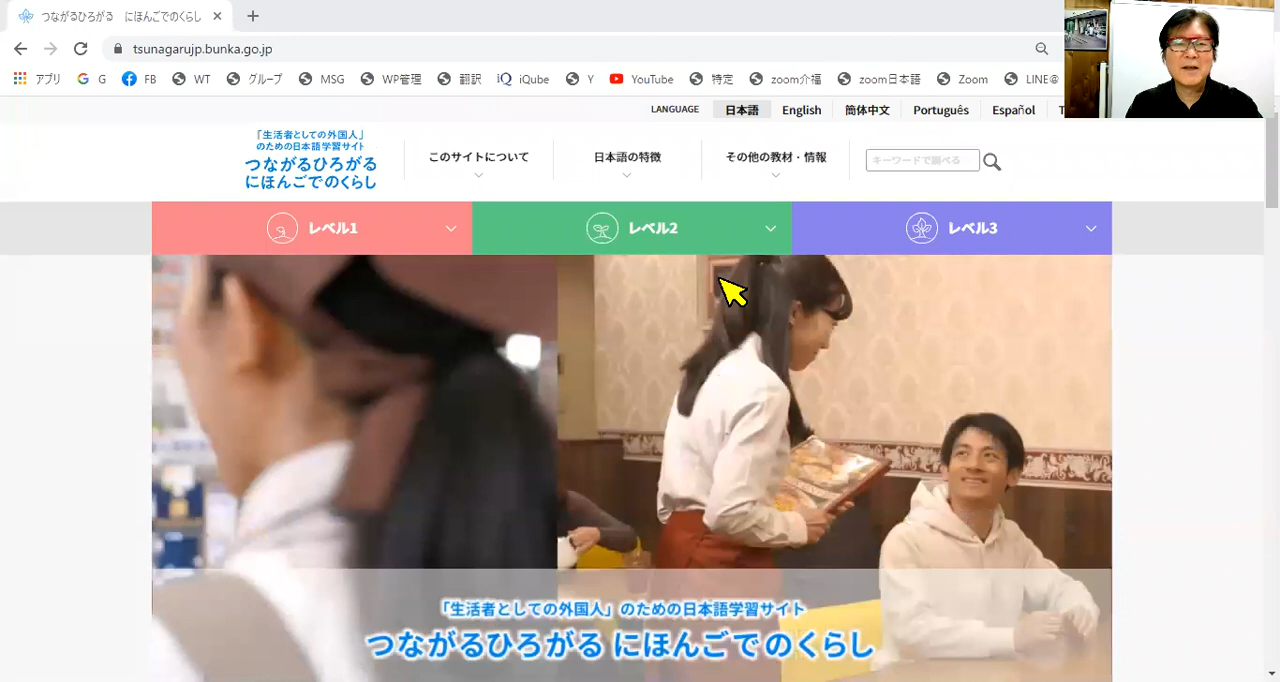 つながるひろがる　にほんごでのくらし
tsunagarujp.bunka.go.jp
アプリ G FB WT グループ MSG WP管理 翻訳 iQube Y YouTube 特定 zoom介福 zoom日本語 Zoom LINE@
LANGUAGE 日本語 English 简体中文 Português Español
「生活者としての外国人」
のための日本語学習サイト
つながるひろがる
にほんごでのくらし
このサイトについて 日本語の特徴 その他の教材・情報 キーワードで調べる
レベル1 レベル2 レベル3
「生活者としての外国人」のための日本語学習サイト
つながるひろがる にほんごでのくらし